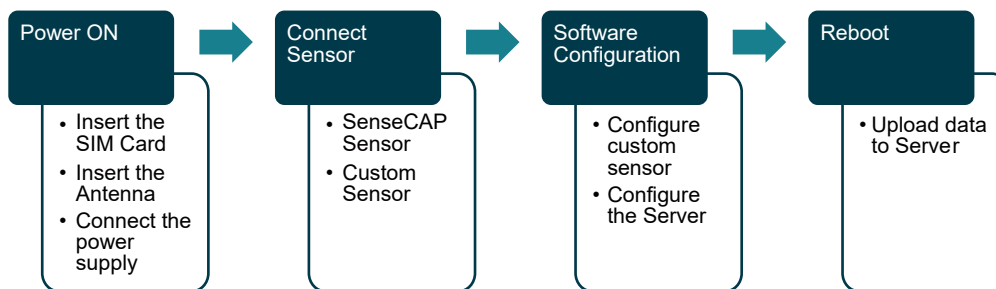 Power ON
• Insert the
SIM Card
• Insert the
Antenna
• Connect the
power
supply
Connect
Sensor
• SenseCAP
Sensor
• Custom
Sensor
Software
Configuration
• Configure
custom
sensor
• Configure
the Server
Reboot
• Upload data
to Server